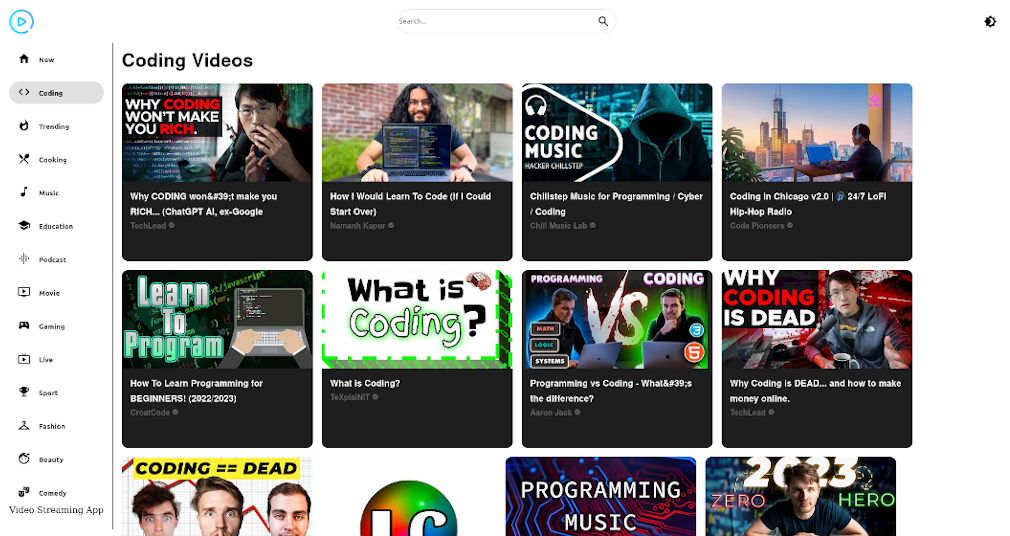 Search...
New
Coding
Trending
Cooking
Music
Education
Podcast
Movie
Gaming
Live
Sport
Fashion
Beauty
Comedy
Video Streaming App
Coding Videos
WHY CODING
WON'T MAKE
YOU RICH.
Why CODING won&#39;t make you
RICH... (ChatGPT AI, ex-Google
TechLead
How I Would Learn To Code (If I Could
Start Over)
Namanh Kapur
CODING
MUSIC
HACKER CHILLSTEP
Chillstep Music for Programming / Cyber
/ Coding
Chill Music Lab
Coding in Chicago v2.0 | 24/7 LoFi
Hip-Hop Radio
Code Pioneers
Learn
To
Program
How To Learn Programming for
BEGINNERS! (2022/2023)
CroatCode
What is
Coding?
What is Coding?
TeXplaiNIT
PROGRAMMING
CODING
VS
MATH
LOGIC
SYSTEMS
3
5
Programming vs Coding - What&#39;s
the difference?
Aaron Jack
WHY
CODING
IS DEAD
Why Coding is DEAD... and how to make
money online.
TechLead
CODING == DEAD
LC
PROGRAMMING
MUSIC
2023
ZERO
HERO